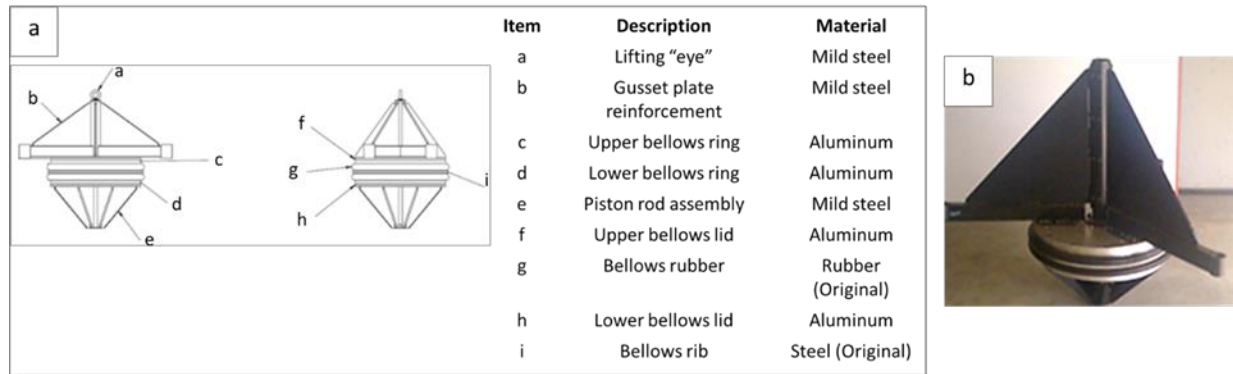 a
a
b
c
d
e
f
g
h
i
Item Description Material
a Lifting “eye” Mild steel
b Gusset plate Mild steel
reinforcement
c Upper bellows ring Aluminum
d Lower bellows ring Aluminum
e Piston rod assembly Mild steel
f Upper bellows lid Aluminum
g Bellows rubber Rubber
(Original)
h Lower bellows lid Aluminum
i Bellows rib Steel (Original)
b